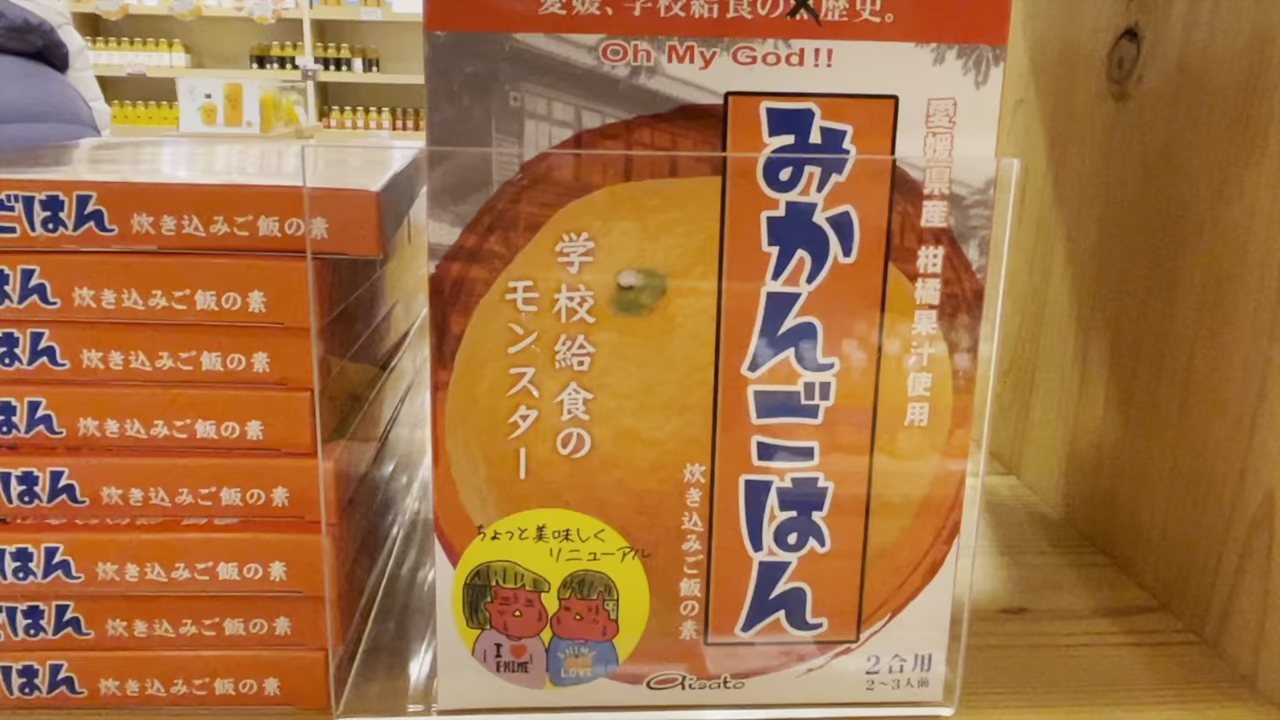 愛媛、学校給食の 歴史。
Oh My God!!
愛媛県産 柑橘果汁使用
みかんごはん
炊き込みご飯の素
学校給食の
モンスター
ちょっと美味しく
リニューアル
I ❤ EHIME
EHIME
LOVE
Aisato
2合用
2〜3人前
ごはん 炊き込みご飯の素
はん 炊き込みご飯の素
はん 炊き込みご飯の素
はん 炊き込みご飯の素
はん 炊き込みご飯の素
はん 炊き込みご飯の素
ごはん 炊き込みご飯の素
はん 炊き込みご飯の素